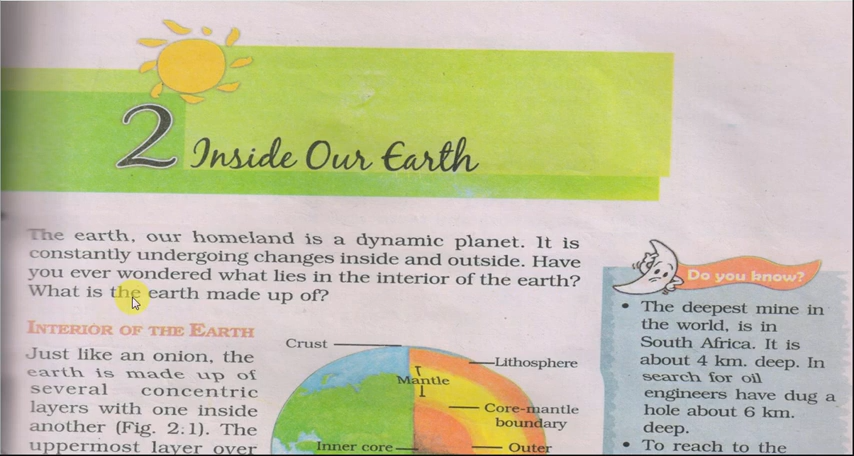 2 Inside Our Earth
The earth, our homeland is a dynamic planet. It is
constantly undergoing changes inside and outside. Have
you ever wondered what lies in the interior of the earth?
What is the earth made up of?
INTERIOR OF THE EARTH
Just like an onion, the
earth is made up of
several concentric
layers with one inside
another (Fig. 2.1). The
uppermost layer over
Crust
Lithosphere
Mantle
Core-mantle
boundary
Inner core
Outer
Do you know?
• The deepest mine in
the world, is in
South Africa. It is
about 4 km. deep. In
search for oil
engineers have dug a
hole about 6 km.
deep.
• To reach to the